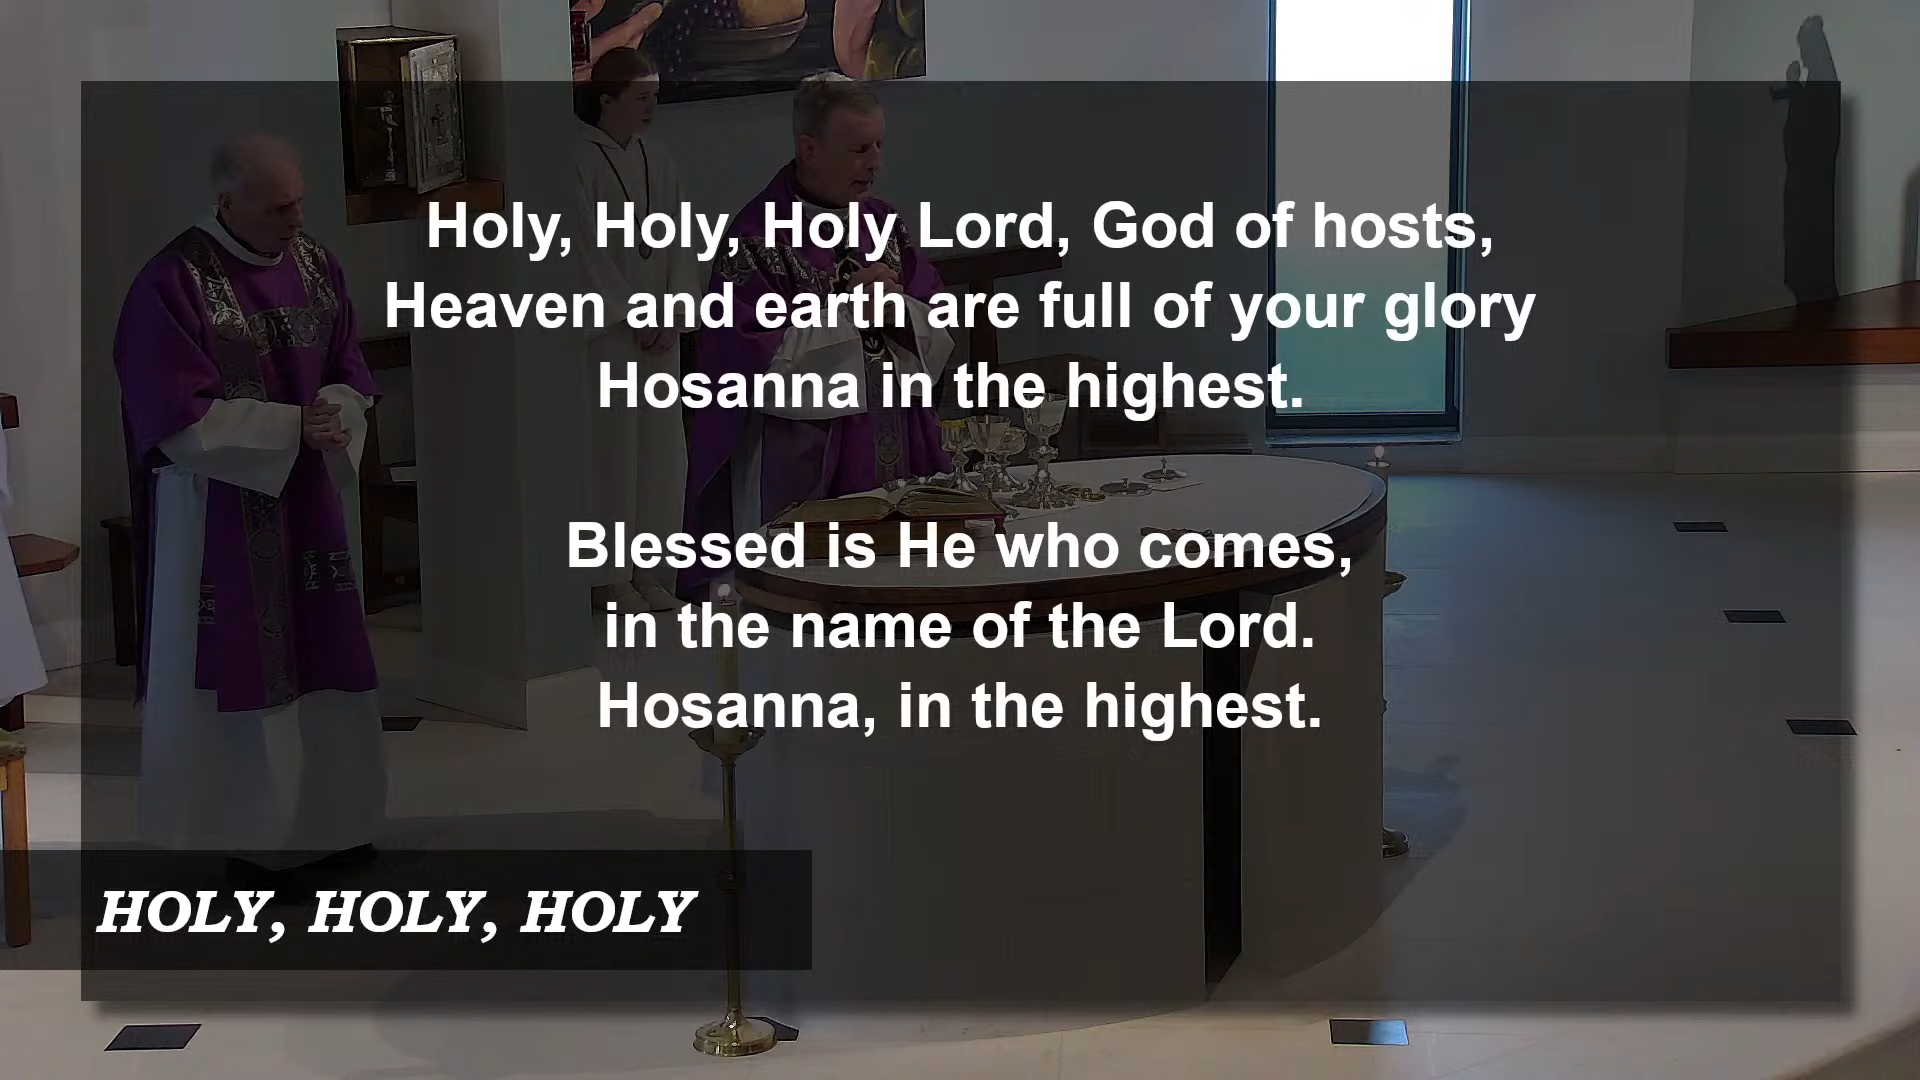 Holy, Holy, Holy Lord, God of hosts,
Heaven and earth are full of your glory
Hosanna in the highest.
Blessed is He who comes,
in the name of the Lord.
Hosanna, in the highest.
HOLY, HOLY, HOLY